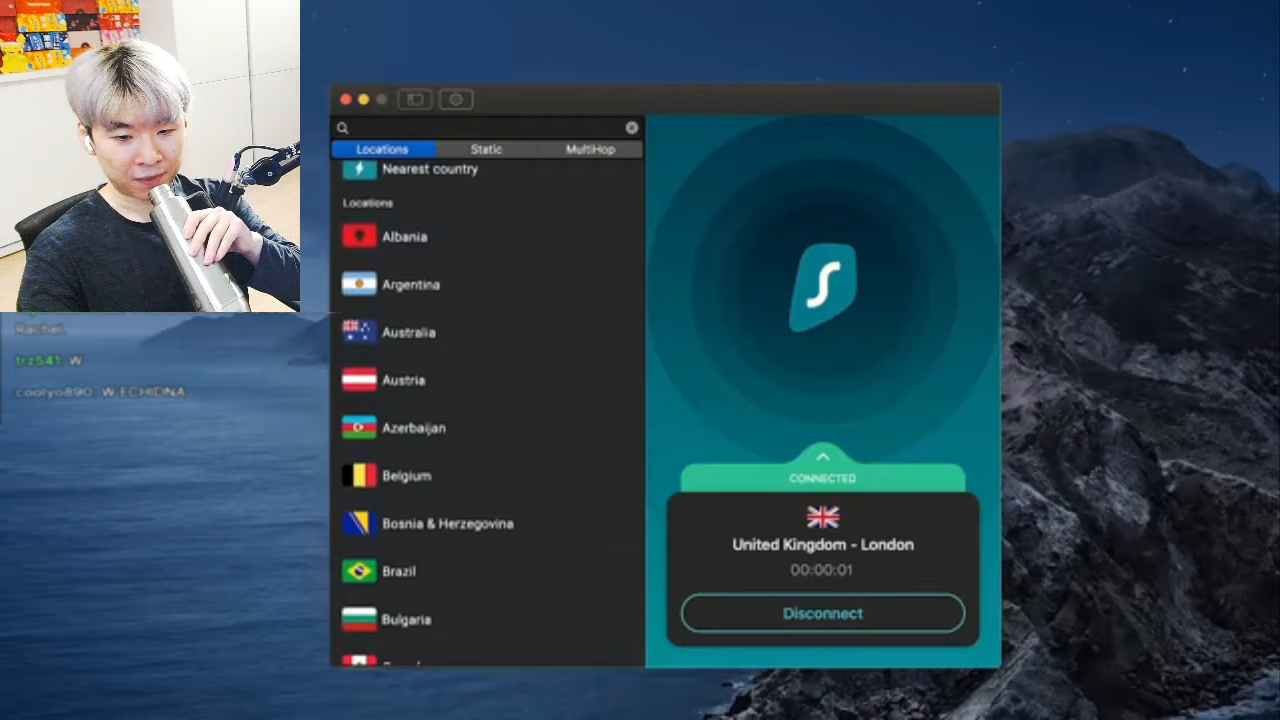 Rachel
trz541: W
coolyo890: W ECHIDNA
Locations
Static
MultiHop
Nearest country
Locations
Albania
Argentina
Australia
Austria
Azerbaijan
Belgium
Bosnia & Herzegovina
Brazil
Bulgaria
CONNECTED
United Kingdom - London
00:00:01
Disconnect